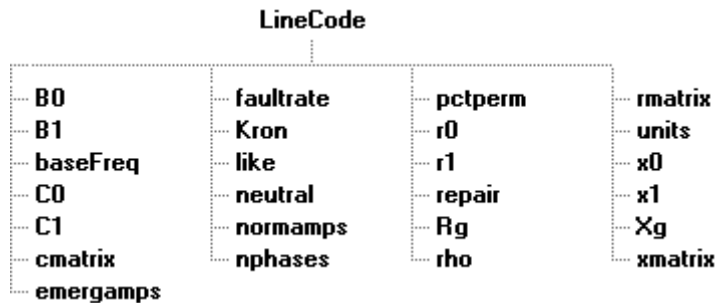 LineCode
B0
B1
baseFreq
C0
C1
cmatrix
emergamps
faultrate
Kron
like
neutral
normamps
nphases
pctperm
r0
r1
repair
Rg
rho
rmatrix
units
x0
x1
Xg
xmatrix